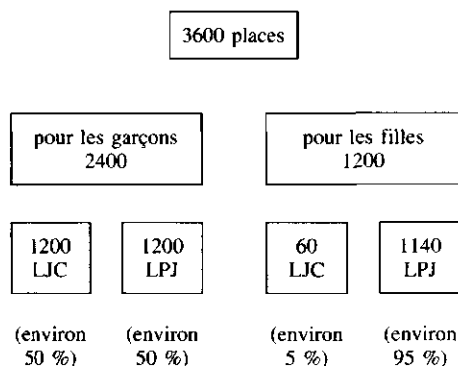 3600 places
pour les garçons
2400
pour les filles
1200
1200
LJC
1200
LPJ
60
LJC
1140
LPJ
(environ
50 %)
(environ
50 %)
(environ
5 %)
(environ
95 %)